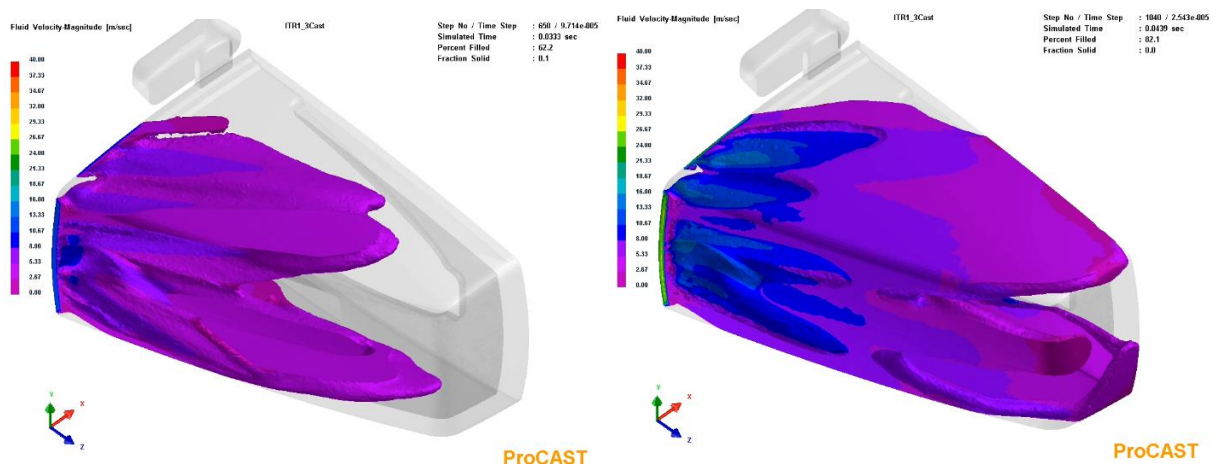 Fluid Velocity-Magnitude [m/sec]
ITR1_3Cast
Step No / Time Step : 650 / 9.714e-005
Simulated Time : 0.0333 sec
Percent Filled : 62.2
Fraction Solid : 0.1
40.00
37.33
34.67
32.00
29.33
26.67
24.00
21.33
18.67
16.00
13.33
10.67
8.00
5.33
2.67
0.00
Y
X
Z
ProCAST
Fluid Velocity-Magnitude [m/sec]
ITR1_3Cast
Step No / Time Step : 1040 / 2.543e-005
Simulated Time : 0.0439 sec
Percent Filled : 82.1
Fraction Solid : 0.0
40.00
37.33
34.67
32.00
29.33
26.67
24.00
21.33
18.67
16.00
13.33
10.67
8.00
5.33
2.67
0.00
Y
X
Z
ProCAST